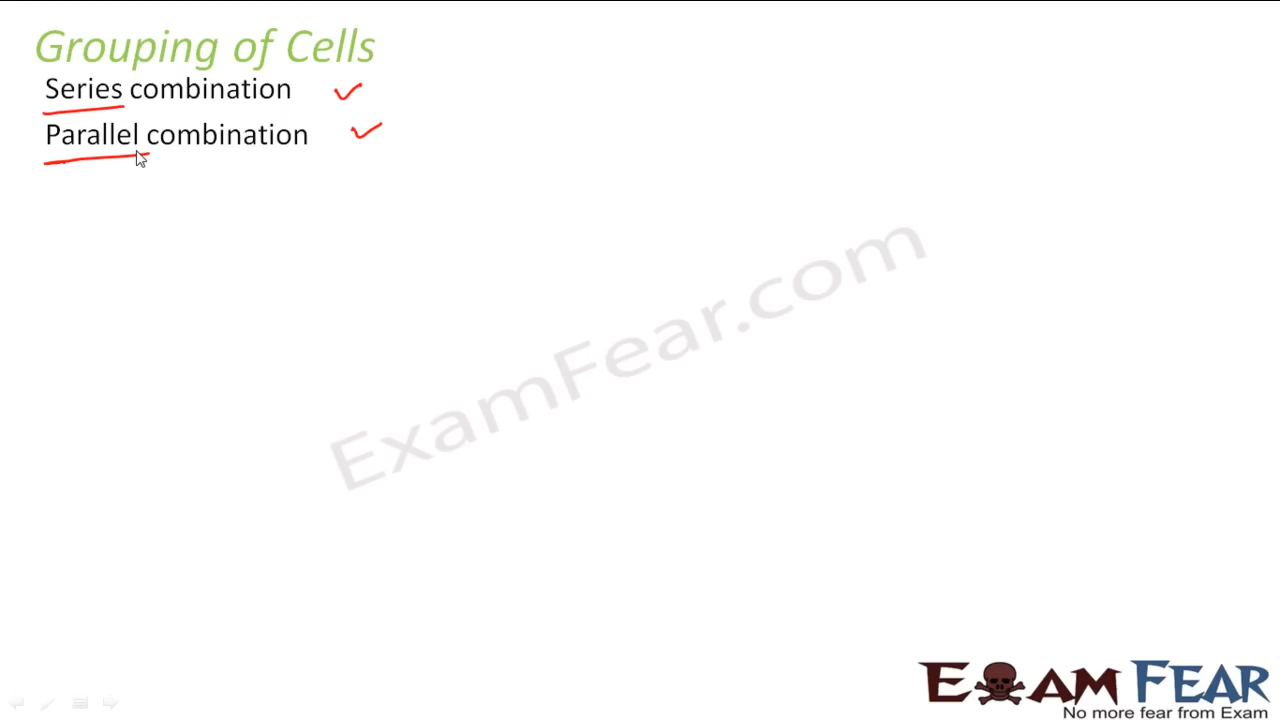 Grouping of Cells
Series combination
Parallel combination
ExamFear.com
EXAM FEAR
No more fear from Exam